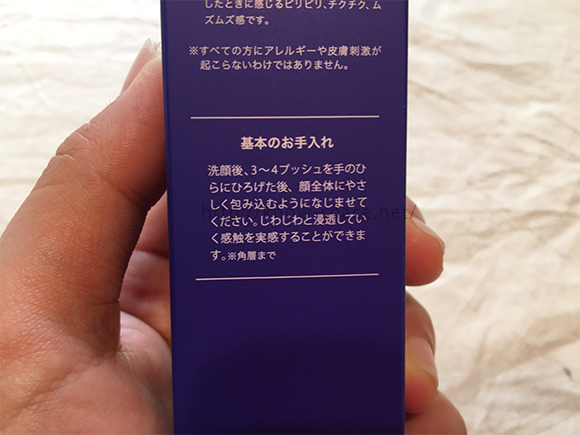 したときに感じるピリピリ、チクチク、ム
ズムズ感です。
※すべての方にアレルギーや皮膚刺激が
起こらないわけではありません。
基本のお手入れ
洗顔後、3〜4プッシュを手のひ
らにひろげた後、顔全体にやさ
しく包み込むようになじませて
ください。じわじわと浸透してい
く感触を実感することができま
す。※角層まで